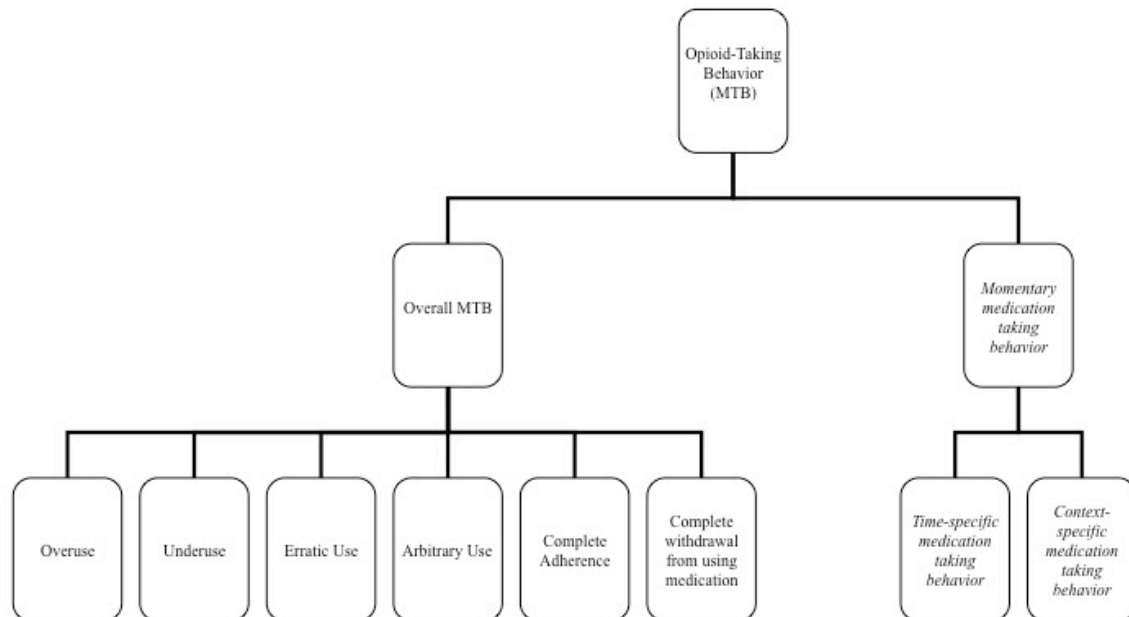 Opioid-Taking
Behavior
(MTB)
Overall MTB
Momentary
medication
taking
behavior
Overuse
Underuse
Erratic Use
Arbitrary Use
Complete
Adherence
Complete
withdrawal
from using
medication
Time-specific
medication
taking
behavior
Context-
specific
medication
taking
behavior